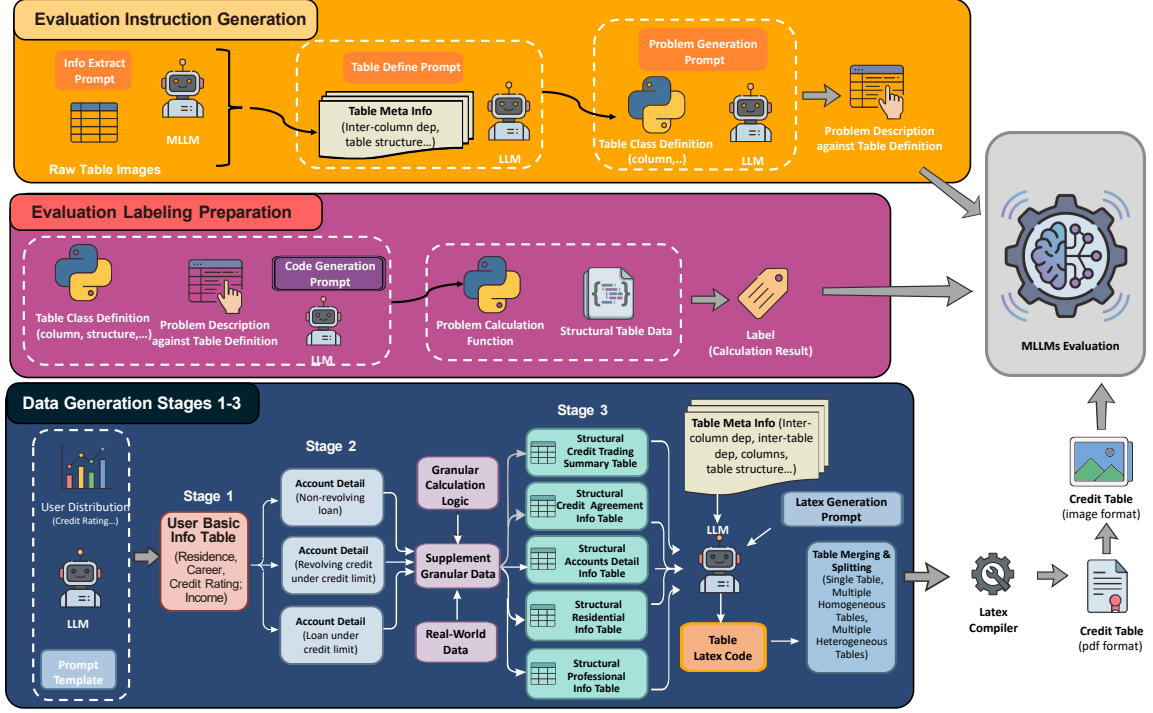 Evaluation Instruction Generation
Info Extract
Prompt
MLLM
Raw Table Images
Table Define Prompt
Table Meta Info
(Inter-column dep,
table structure…)
LLM
Problem Generation
Prompt
Table Class Definition
(column,..)
LLM
Problem Description
against Table Definition
Evaluation Labeling Preparation
Table Class Definition
(column, structure,…)
Problem Description
against Table Definition
Code Generation
Prompt
LLM
Problem Calculation
Function
Structural Table Data
Label
(Calculation Result)
MLLMs Evaluation
Data Generation Stages 1-3
User Distribution
(Credit Rating…)
LLM
Prompt
Template
Stage 1
User Basic
Info Table
(Residence,
Career,
Credit Rating;
Income)
Stage 2
Account Detail
(Non-revolving
loan)
Account Detail
(Revolving credit
under credit limit)
Account Detail
(Loan under
credit limit)
Granular
Calculation
Logic
Supplement
Granular Data
Real-World
Data
Stage 3
Structural
Credit Trading
Summary Table
Structural
Credit Agreement
Info Table
Structural
Accounts Detail
Info Table
Structural
Residential
Info Table
Structural
Professional
Info Table
Table Meta Info (Inter-
column dep, inter-table
dep, columns,
table structure…)
LLM
Latex Generation
Prompt
Table
Latex Code
Table Merging &
Splitting
(Single Table,
Multiple
Homogeneous
Tables,
Multiple
Heterogeneous
Tables)
Latex
Compiler
Credit Table
(image format)
Credit Table
(pdf format)